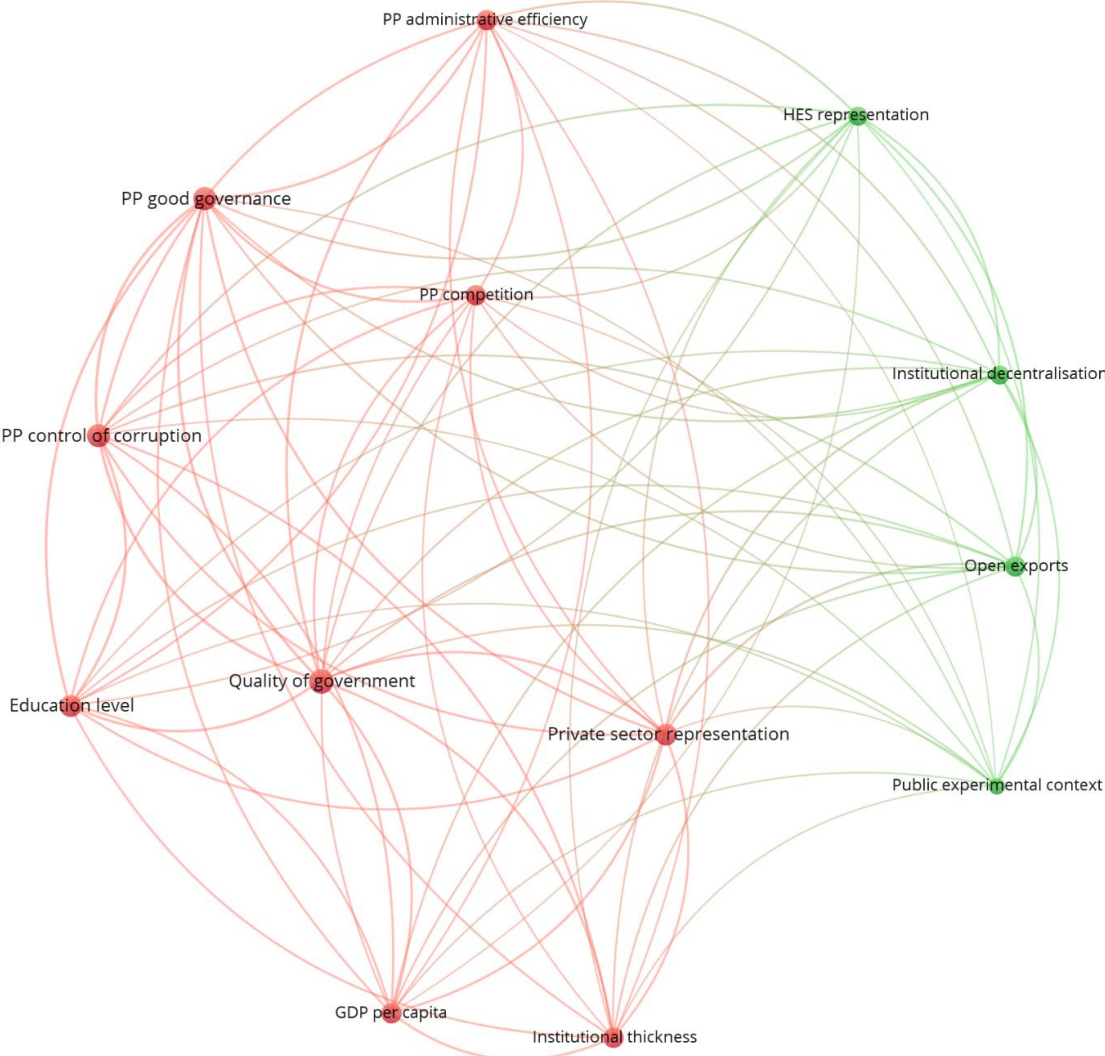 PP administrative efficiency
HES representation
PP good governance
PP competition
Institutional decentralisation
PP control of corruption
Open exports
Quality of government
Education level
Private sector representation
Public experimental context
GDP per capita
Institutional thickness